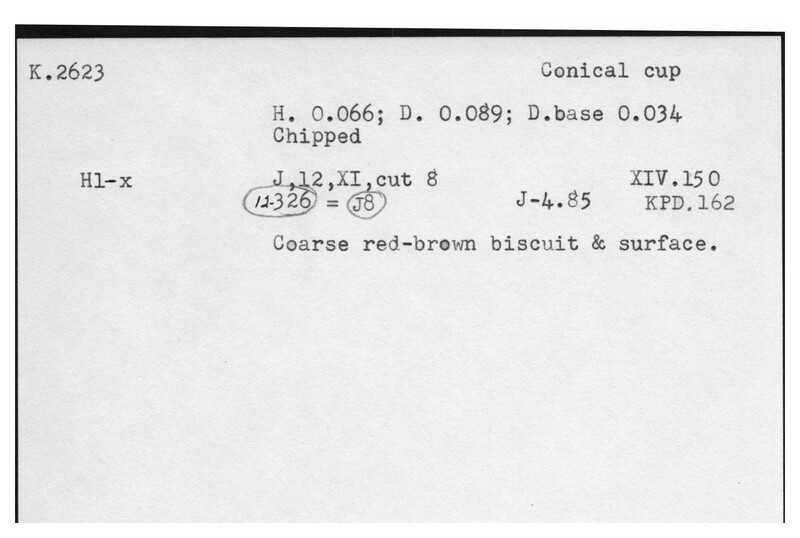 K.2623 Conical cup
H. 0.066; D. 0.089; D.base 0.034
Chipped
Hl-x J,12,XI,cut 8 XIV.150
12-326 = J8 J-4.85 KPD.162
Coarse red-brown biscuit & surface.